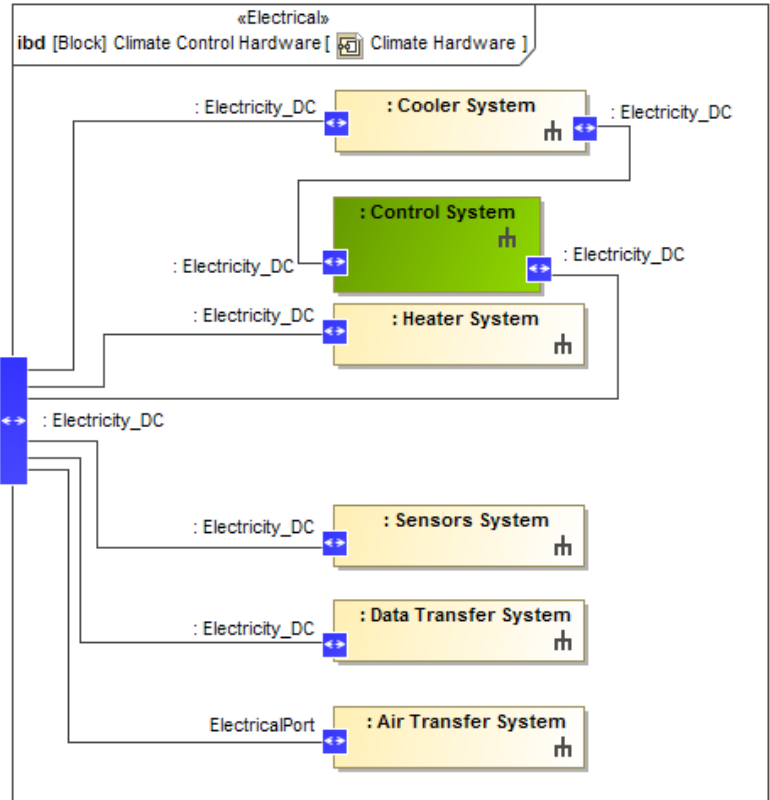 «Electrical»
ibd [Block] Climate Control Hardware [ Climate Hardware ]
: Electricity_DC
: Cooler System
: Electricity_DC
: Control System
: Electricity_DC
: Electricity_DC
: Electricity_DC
: Heater System
: Electricity_DC
: Electricity_DC
: Sensors System
: Electricity_DC
: Data Transfer System
ElectricalPort
: Air Transfer System